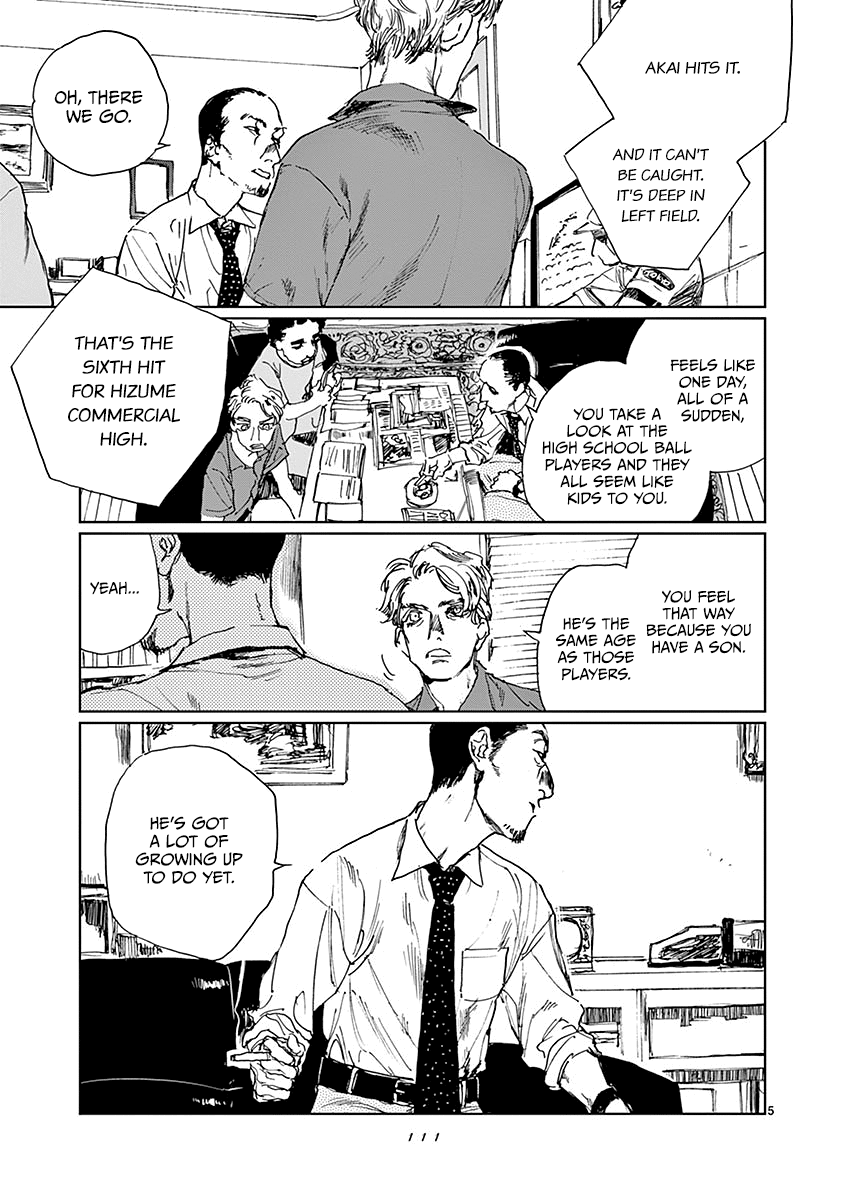 AKAI HITS IT.
AND IT CAN'T
BE CAUGHT.
IT'S DEEP IN
LEFT FIELD.
OH, THERE
WE GO.
FEELS LIKE
ONE DAY,
ALL OF A
SUDDEN,
YOU TAKE A
LOOK AT THE
HIGH SCHOOL BALL
PLAYERS AND THEY
ALL SEEM LIKE
KIDS TO YOU.
THAT'S THE
SIXTH HIT
FOR HIZUME
COMMERCIAL
HIGH.
YOU FEEL
THAT WAY
BECAUSE YOU
HAVE A SON.
HE'S THE
SAME AGE
AS THOSE
PLAYERS.
YEAH...
HE'S GOT
A LOT OF
GROWING UP
TO DO YET.
5